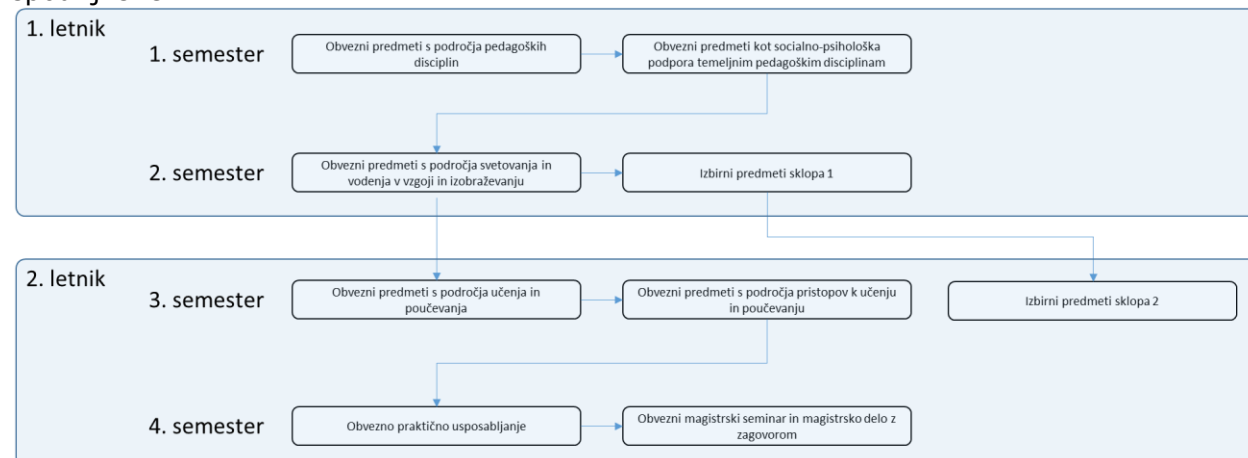 1. letnik
1. semester
Obvezni predmeti s področja pedagoških
disciplin
Obvezni predmeti kot socialno-psihološka
podpora temeljnim pedagoškim disciplinam
2. semester
Obvezni predmeti s področja svetovanja in
vodenja v vzgoji in izobraževanju
Izbirni predmeti sklopa 1
2. letnik
3. semester
Obvezni predmeti s področja učenja in
poučevanja
Obvezni predmeti s področja pristopov k učenju
in poučevanju
Izbirni predmeti sklopa 2
4. semester
Obvezno praktično usposabljanje
Obvezni magistrski seminar in magistrsko delo z
zagovorom